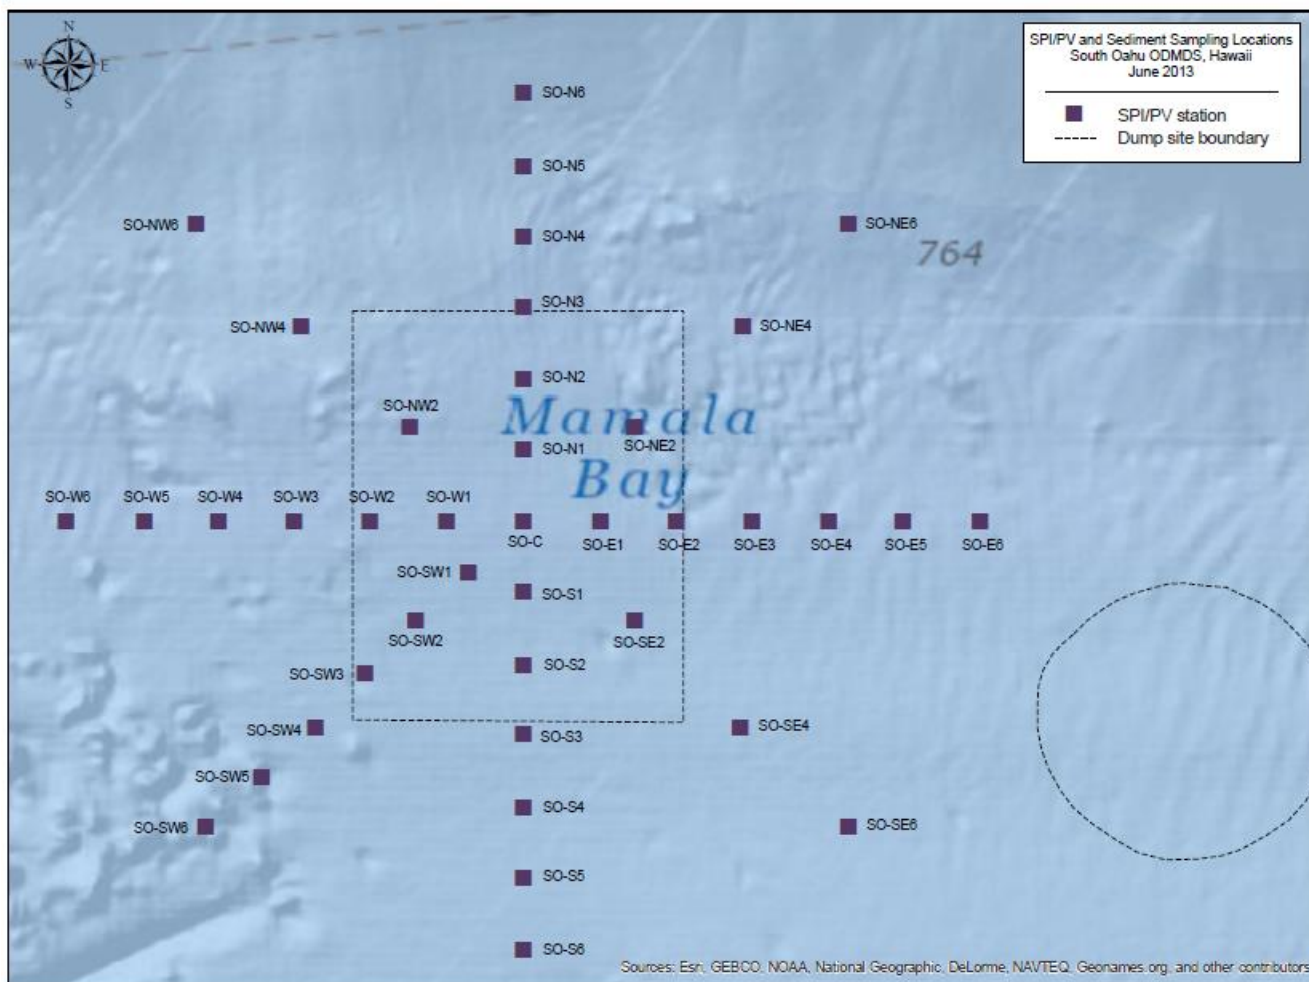 N
W E
S
SPI/PV and Sediment Sampling Locations
South Oahu ODMDS, Hawaii
June 2013
SPI/PV station
Dump site boundary
SO-N6
SO-N5
SO-NW6
SO-N4
SO-NE6
764
SO-N3
SO-NW4
SO-NE4
SO-N2
SO-NW2
Mamala
SO-NE2
SO-N1
Bay
SO-W6 SO-W5 SO-W4 SO-W3 SO-W2 SO-W1
SO-C SO-E1 SO-E2 SO-E3 SO-E4 SO-E5 SO-E6
SO-SW1
SO-S1
SO-SW2
SO-SE2
SO-S2
SO-SW3
SO-SW4
SO-SE4
SO-S3
SO-SW5
SO-S4
SO-SW6
SO-SE6
SO-S5
SO-S6
Sources: Esri, GEBCO, NOAA, National Geographic, DeLorme, NAVTEQ, Geonames.org, and other contributors